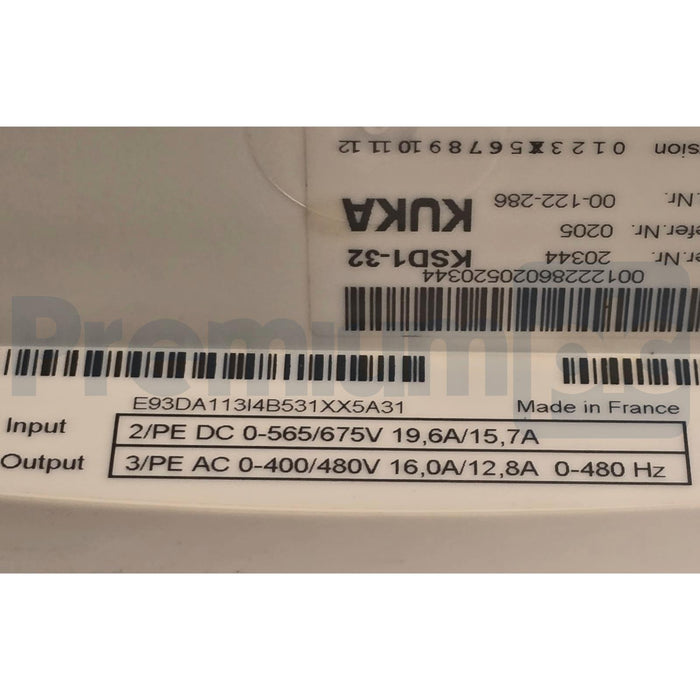 00122286020520344
er.Nr. 20344 KSD1-32
efer.Nr. 0205
.Nr. 00-122-286 KUKA
sion 0 1 2 3 5 6 7 8 9 10 11 12
E93DA113I4B531XX5A31 Made in France
Input 2/PE DC 0-565/675V 19,6A/15,7A
Output 3/PE AC 0-400/480V 16,0A/12,8A 0-480 Hz
Premium